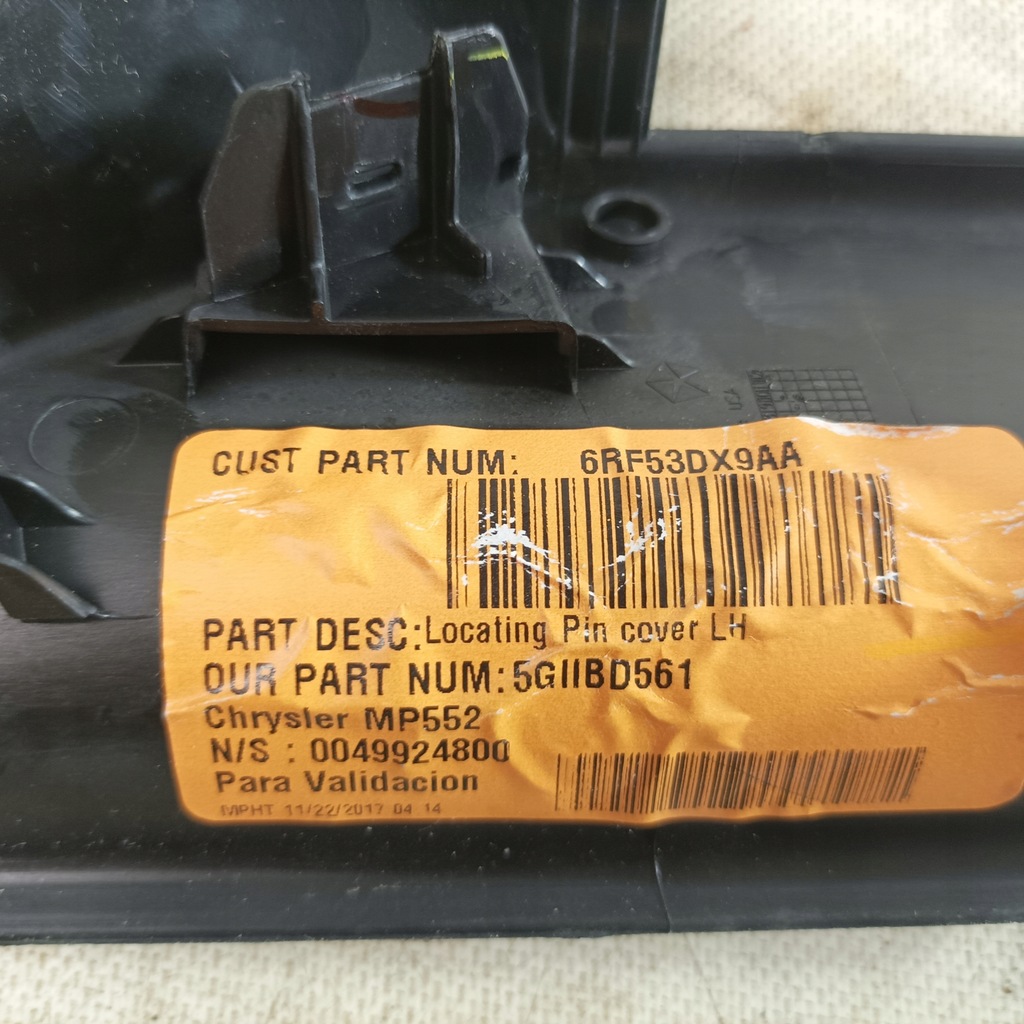 USA
CUST PART NUM: 6RF53DX9AA
PART DESC: Locating Pin cover LH
OUR PART NUM: 5GIIBD561
Chrysler MP552
N/S : 0049924800
Para Validacion
MPHT 11/22/2017 04 14